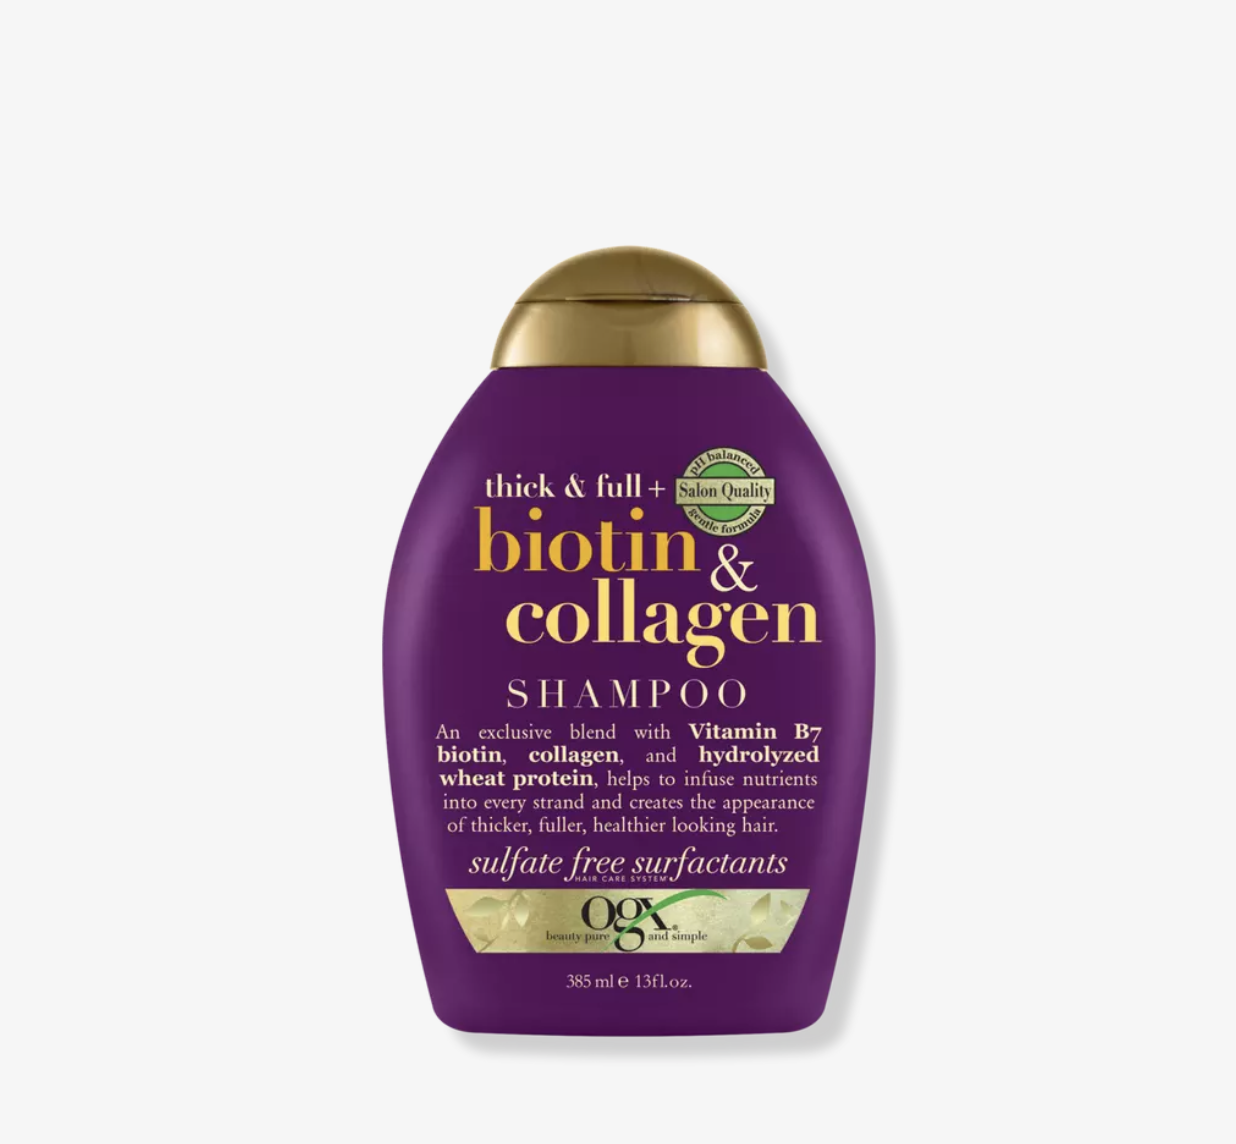 thick & full +
pH balanced
Salon Quality
gentle formula
biotin
&
collagen
SHAMPOO
An exclusive blend with Vitamin B7
biotin, collagen, and hydrolyzed
wheat protein, helps to infuse nutrients
into every strand and creates the appearance
of thicker, fuller, healthier looking hair.
sulfate free surfactants
HAIR CARE SYSTEM™
ogx®
beauty pure and simple
385 ml e 13fl.oz.